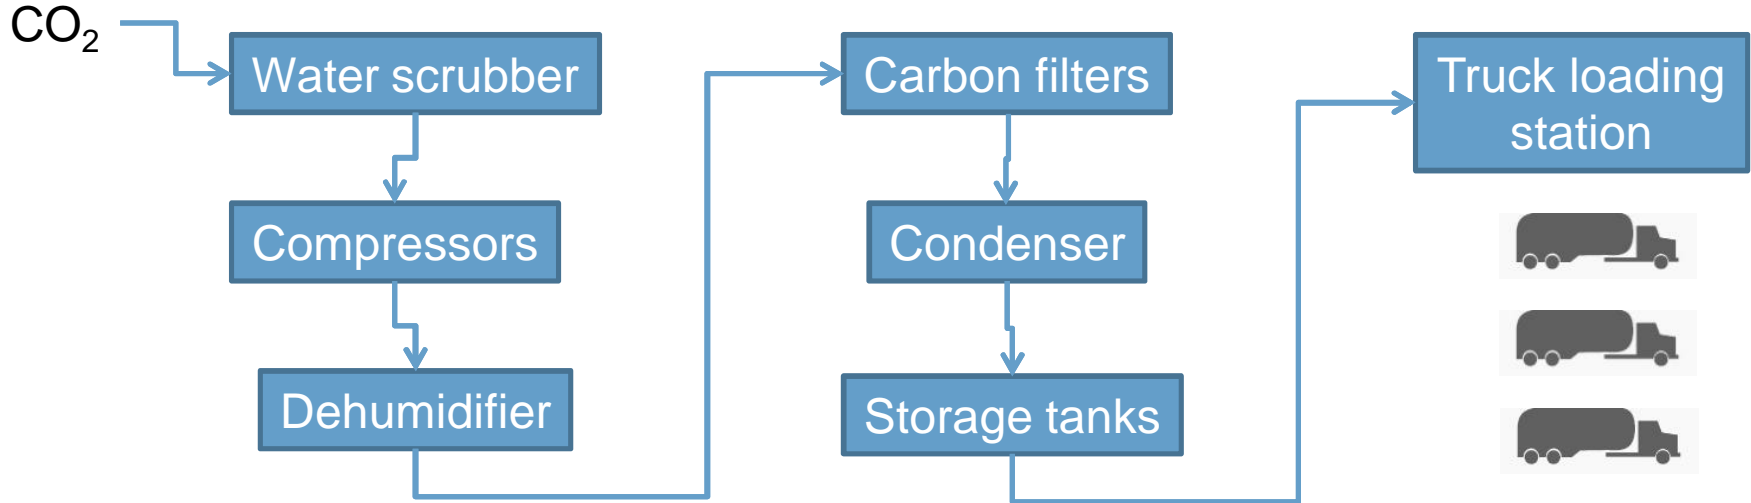 CO₂
Water scrubber
Compressors
Dehumidifier
Carbon filters
Condenser
Storage tanks
Truck loading
station